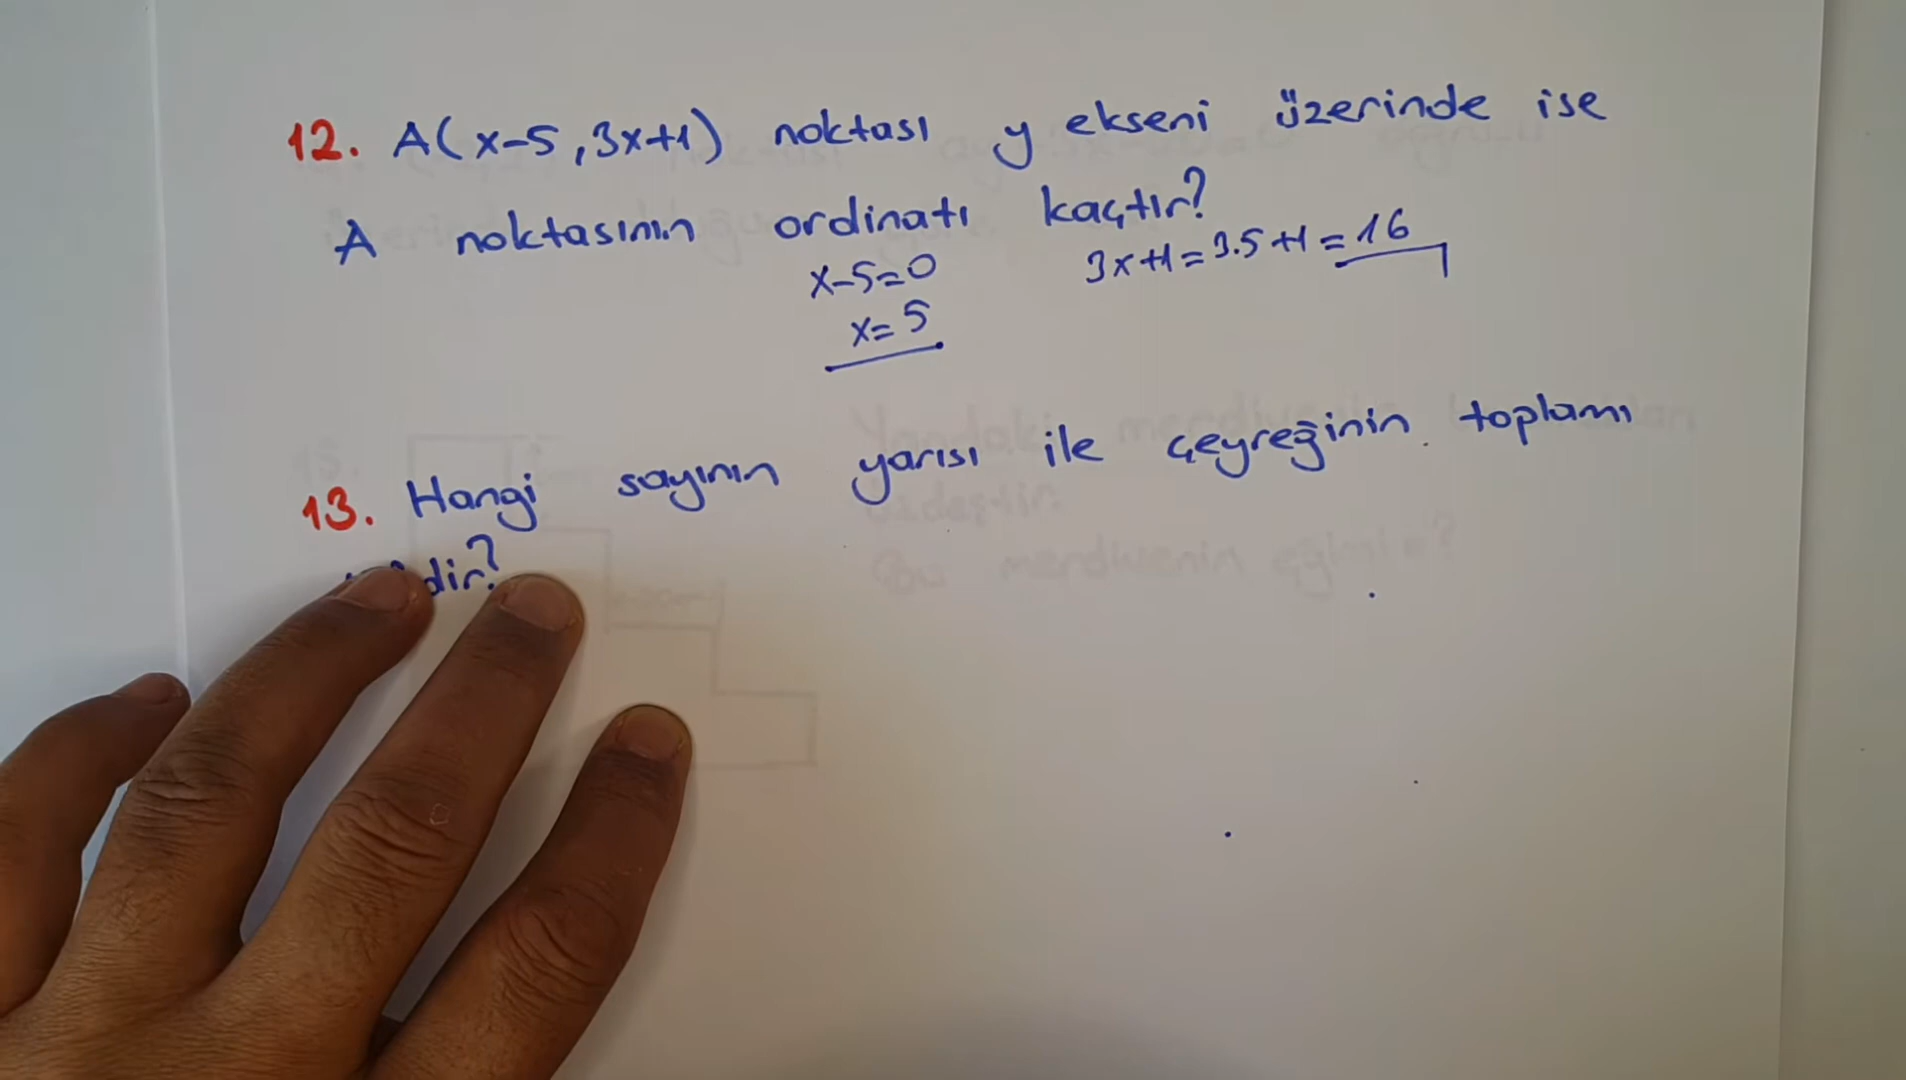 12. A(x-5,3x+1) noktası y ekseni üzerinde ise
A noktasının ordinatı kaçtır?
x-5=0
x=5
3x+1=3.5+1=16
13. Hangi sayının yarısı ile çeyreğinin toplamı
dir?